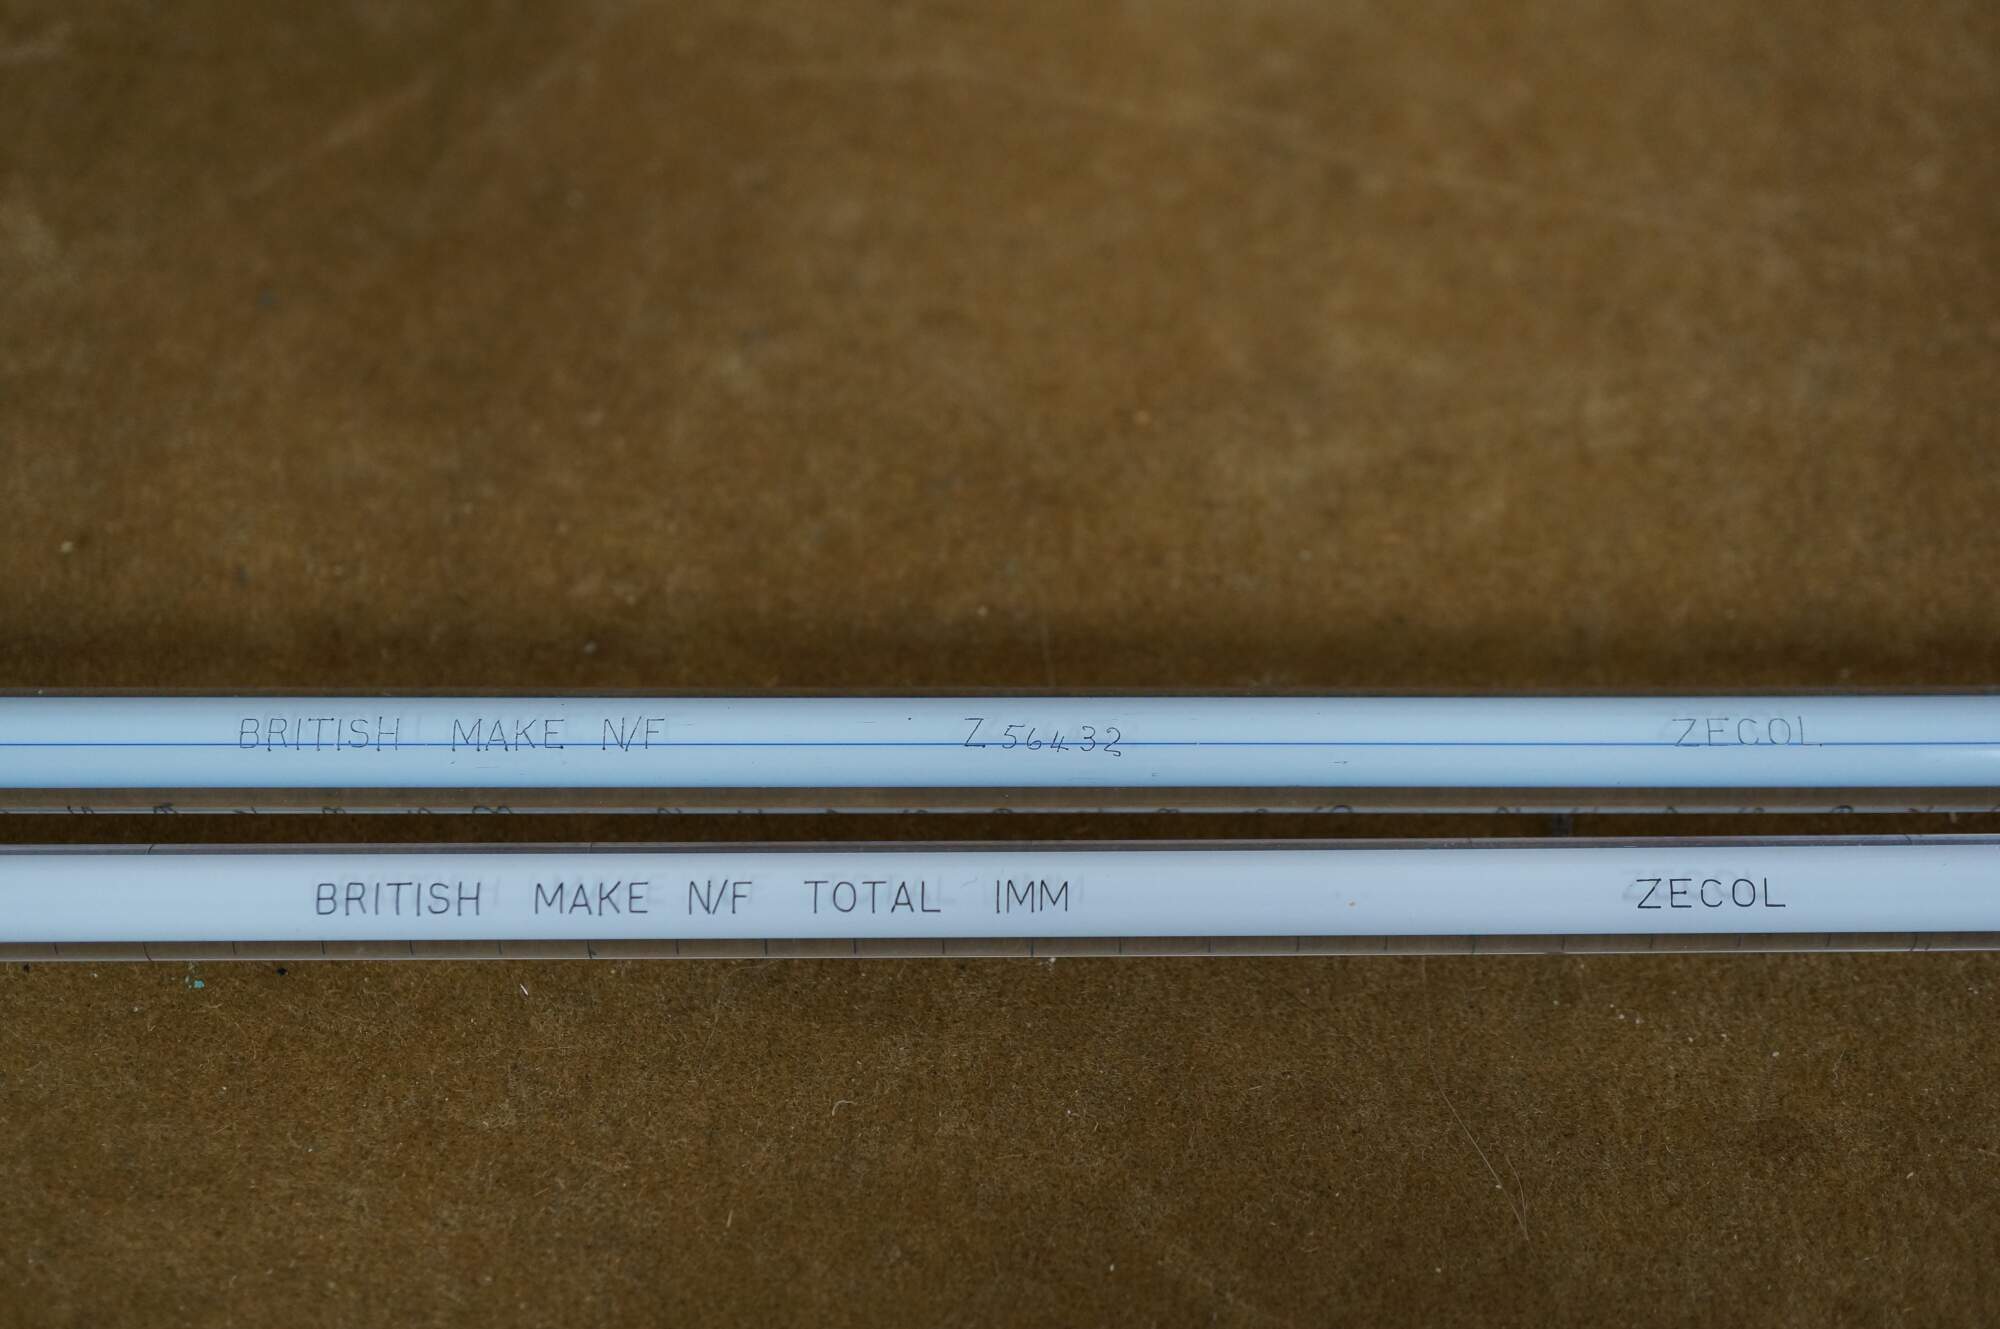 BRITISH MAKE N/F Z 56432 ZECOL
BRITISH MAKE N/F TOTAL IMM ZECOL